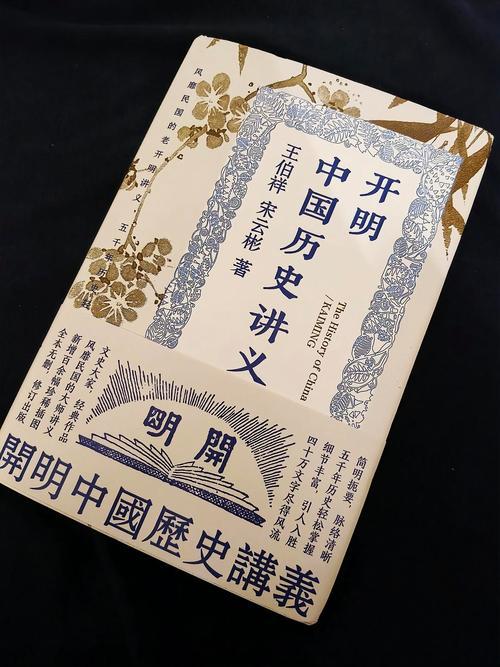 开明
中国历史讲义
王伯祥 宋云彬 著
The History of China
/KAIMING
风靡民国的老开明讲义
五千年历史
简明扼要，脉络清晰
五千年历史轻松掌握
细节丰富，引人入胜
四十万文字尽得风流
開明
文史大家，经典作品
风靡民国的大师讲义
新增百余幅珍稀插图
全本无删，修订出版
開明中國歷史講義